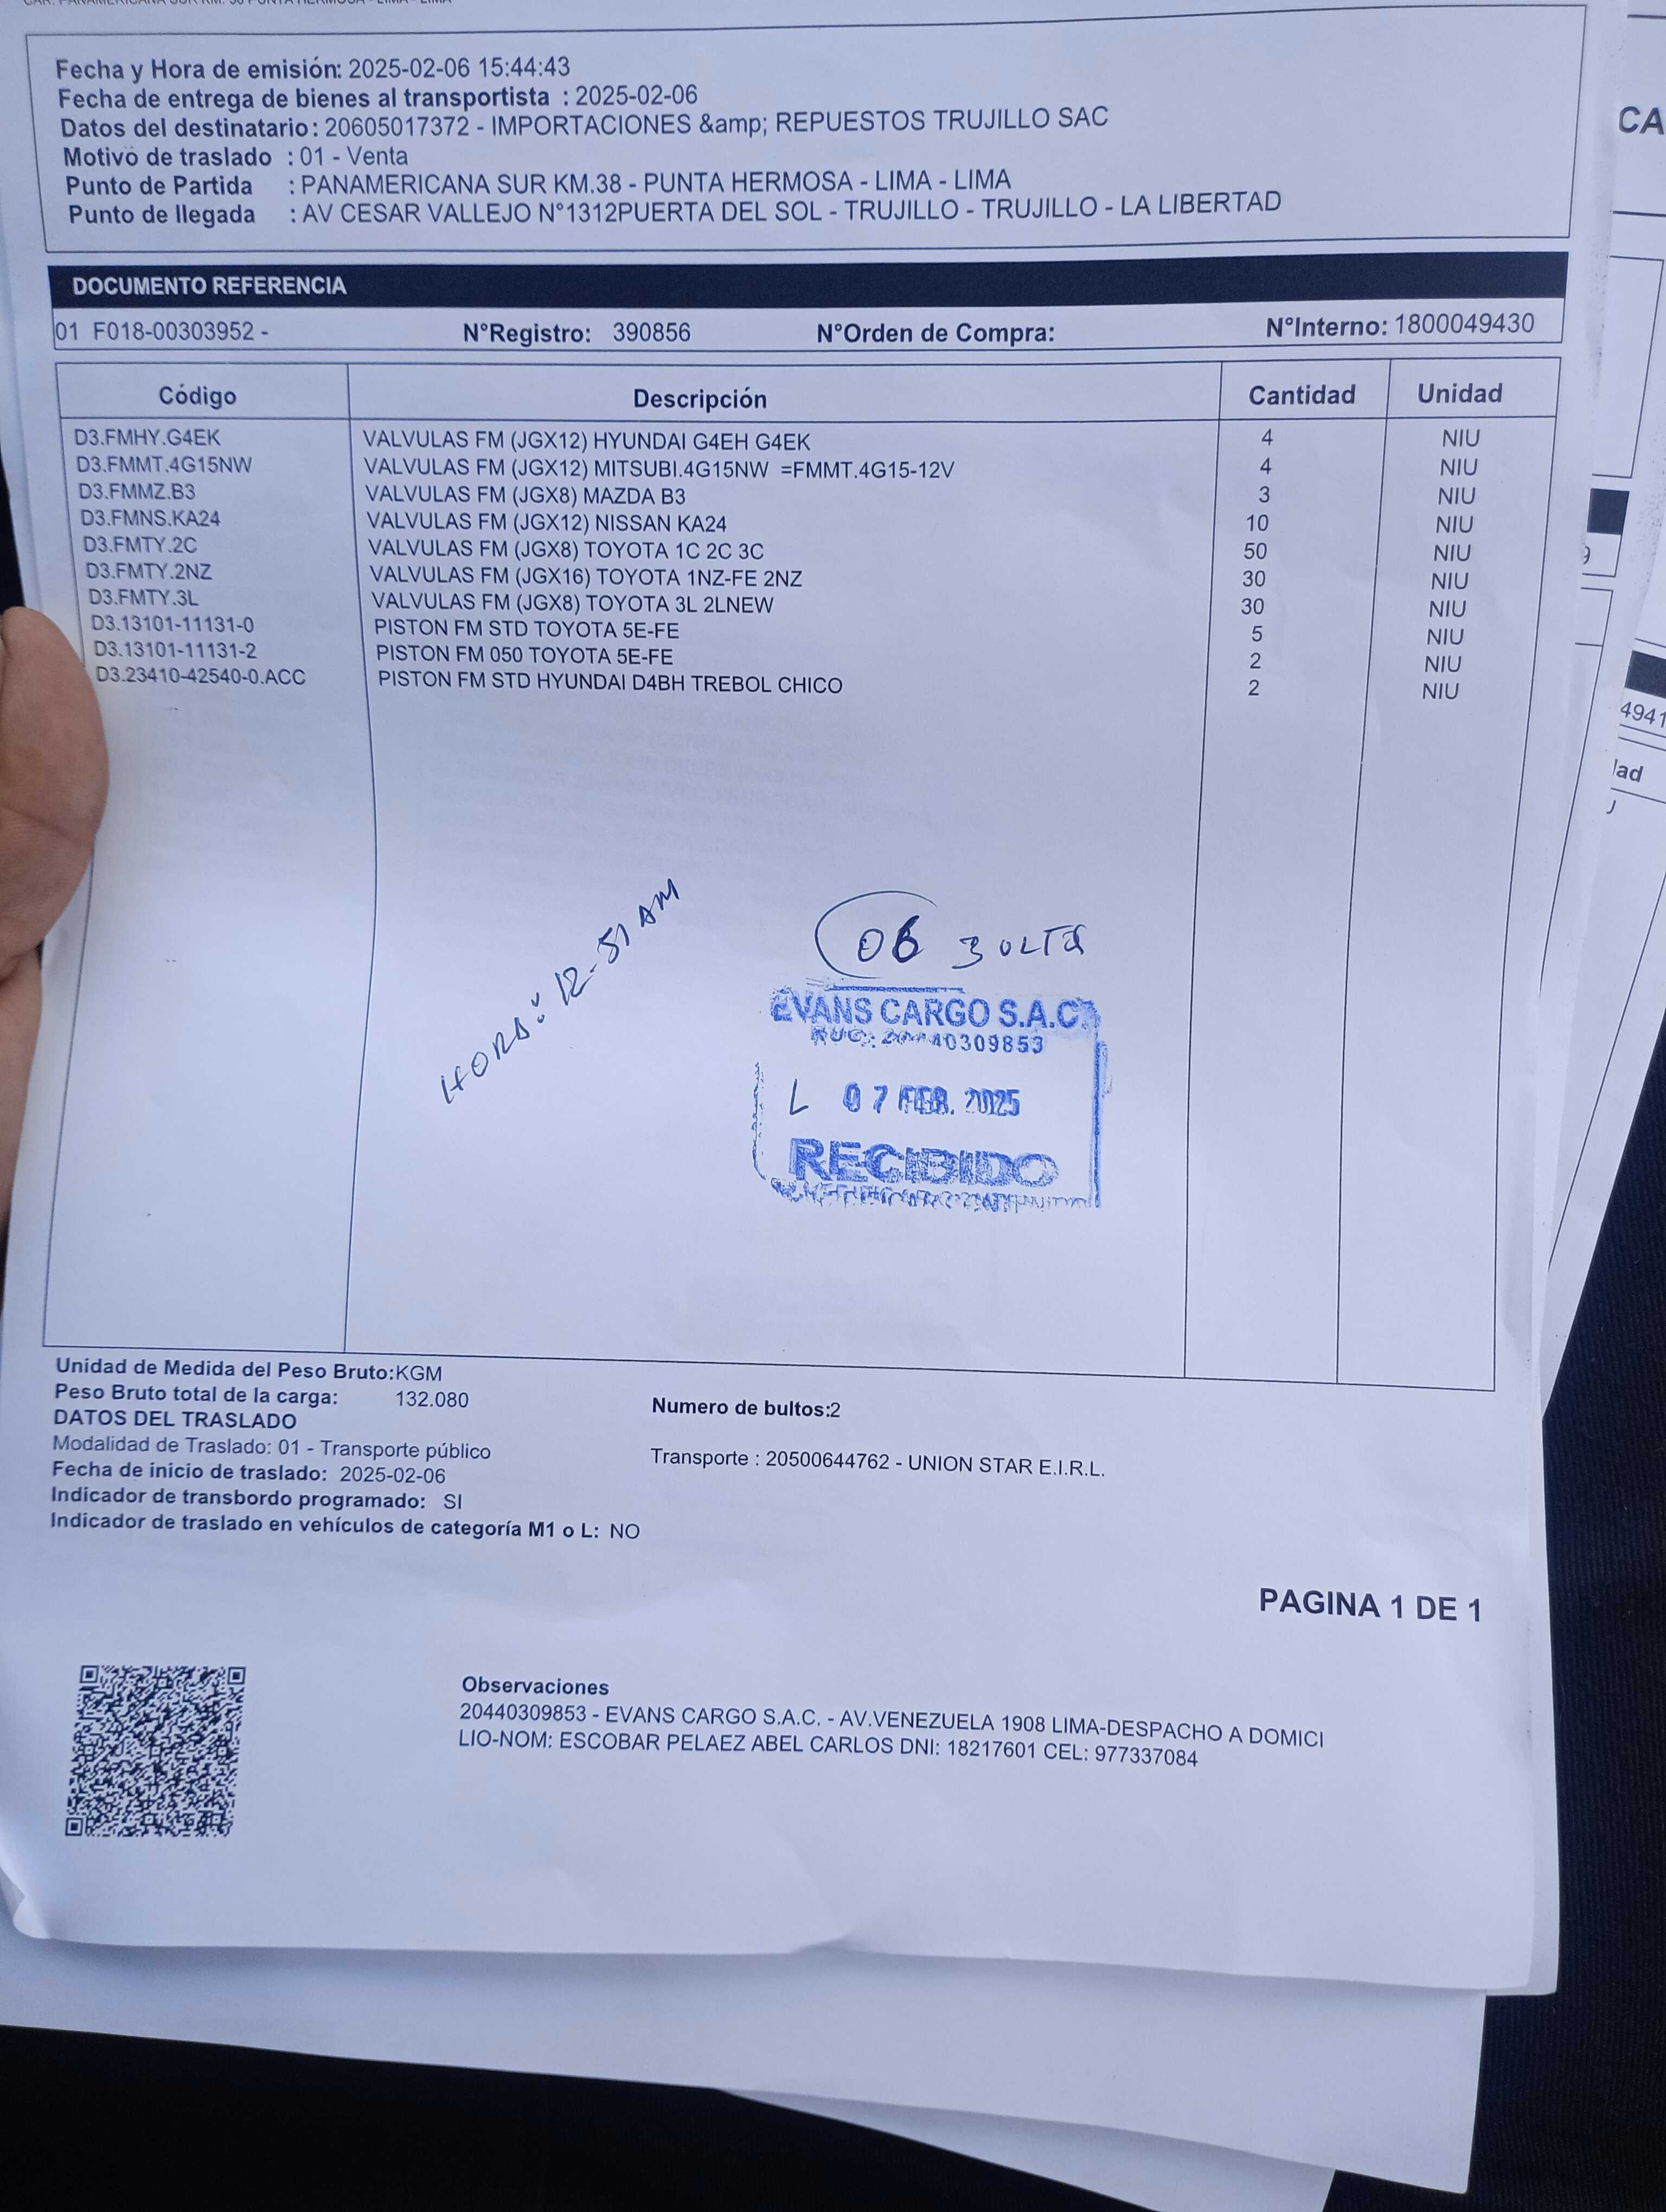 CAR. PANAMERICANA SUR KM. 38 PUNTA HERMOSA - LIMA - LIMA
Fecha y Hora de emisión: 2025-02-06 15:44:43
Fecha de entrega de bienes al transportista : 2025-02-06
Datos del destinatario: 20605017372 - IMPORTACIONES &amp; REPUESTOS TRUJILLO SAC
Motivo de traslado : 01 - Venta
Punto de Partida : PANAMERICANA SUR KM.38 - PUNTA HERMOSA - LIMA - LIMA
Punto de llegada : AV CESAR VALLEJO N°1312PUERTA DEL SOL - TRUJILLO - TRUJILLO - LA LIBERTAD
DOCUMENTO REFERENCIA
01 F018-00303952 - N°Registro: 390856 N°Orden de Compra: N°Interno: 1800049430
Código Descripción Cantidad Unidad
D3.FMHY.G4EK VALVULAS FM (JGX12) HYUNDAI G4EH G4EK 4 NIU
D3.FMMT.4G15NW VALVULAS FM (JGX12) MITSUBI.4G15NW =FMMT.4G15-12V 4 NIU
D3.FMMZ.B3 VALVULAS FM (JGX8) MAZDA B3 3 NIU
D3.FMNS.KA24 VALVULAS FM (JGX12) NISSAN KA24 10 NIU
D3.FMTY.2C VALVULAS FM (JGX8) TOYOTA 1C 2C 3C 50 NIU
D3.FMTY.2NZ VALVULAS FM (JGX16) TOYOTA 1NZ-FE 2NZ 30 NIU
D3.FMTY.3L VALVULAS FM (JGX8) TOYOTA 3L 2LNEW 30 NIU
D3.13101-11131-0 PISTON FM STD TOYOTA 5E-FE 5 NIU
D3.13101-11131-2 PISTON FM 050 TOYOTA 5E-FE 2 NIU
D3.23410-42540-0.ACC PISTON FM STD HYUNDAI D4BH TREBOL CHICO 2 NIU
HORA: 12-51 AM
06
EVANS CARGO S.A.C.
RUC: 20440309853
07 FEB. 2025
RECIBIDO
Unidad de Medida del Peso Bruto:KGM
Peso Bruto total de la carga: 132.080
Numero de bultos:2
DATOS DEL TRASLADO
Modalidad de Traslado: 01 - Transporte público
Transporte : 20500644762 - UNION STAR E.I.R.L.
Fecha de inicio de traslado: 2025-02-06
Indicador de transbordo programado: SI
Indicador de traslado en vehículos de categoría M1 o L: NO
PAGINA 1 DE 1
Observaciones
20440309853 - EVANS CARGO S.A.C. - AV.VENEZUELA 1908 LIMA-DESPACHO A DOMICI
LIO-NOM: ESCOBAR PELAEZ ABEL CARLOS DNI: 18217601 CEL: 977337084
CA
4941